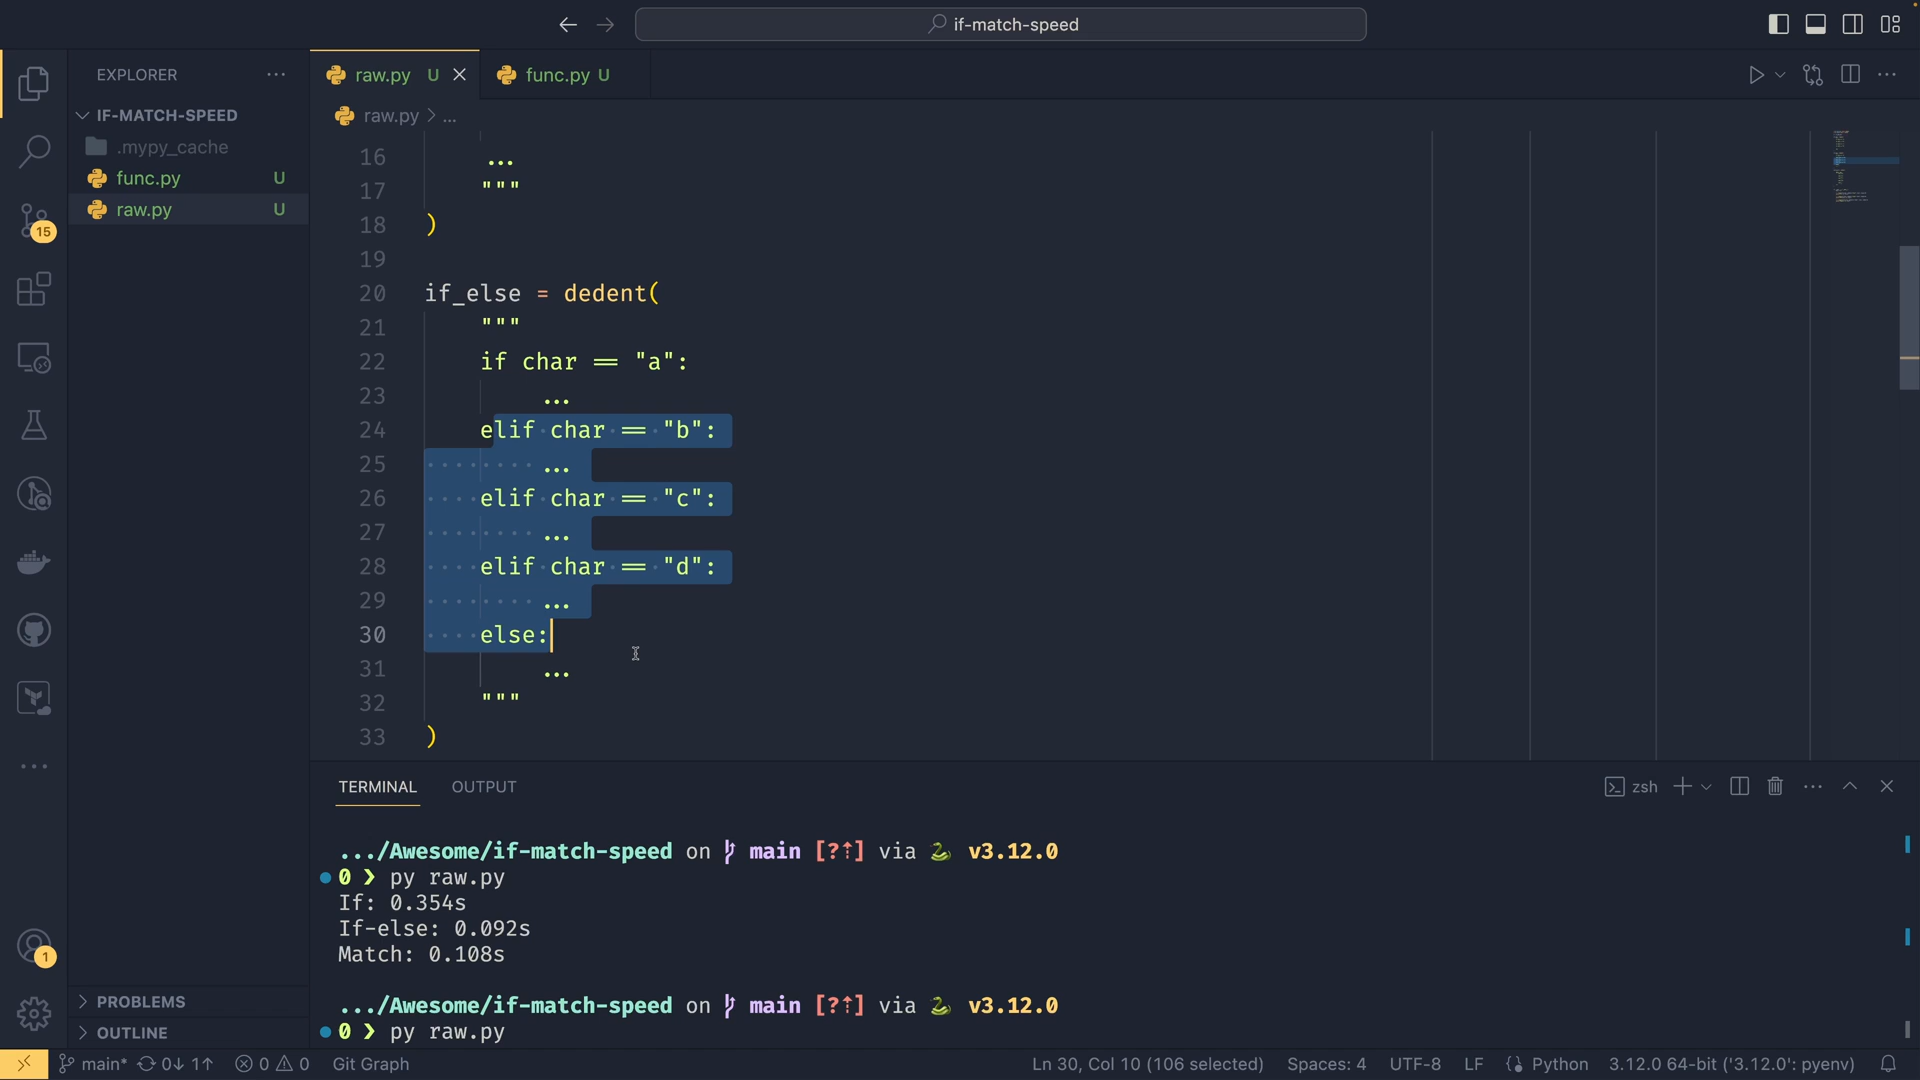 if-match-speed
EXPLORER
raw.py U
func.py U
IF-MATCH-SPEED
raw.py > ...
.mypy_cache
func.py U
raw.py U
15
16 ...
17 """
18 )
19
20 if_else = dedent(
21 """
22 if char == "a":
23 ...
24 elif char == "b":
25 ...
26 elif char == "c":
27 ...
28 elif char == "d":
29 ...
30 else:
31 ...
32 """
33 )
TERMINAL OUTPUT
zsh
.../Awesome/if-match-speed on main [?⇡] via v3.12.0
0 ❯ py raw.py
If: 0.354s
If-else: 0.092s
Match: 0.108s
.../Awesome/if-match-speed on main [?⇡] via v3.12.0
0 ❯ py raw.py
1
PROBLEMS
OUTLINE
main* 0↓ 1↑ 0 0 Git Graph
Ln 30, Col 10 (106 selected) Spaces: 4 UTF-8 LF Python 3.12.0 64-bit ('3.12.0': pyenv)